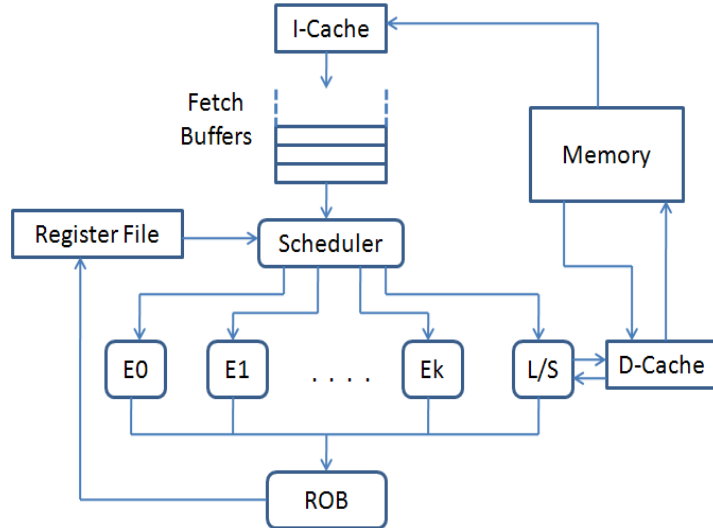 I-Cache
Fetch
Buffers
Memory
Register File
Scheduler
E0
E1
. . . .
Ek
L/S
D-Cache
ROB